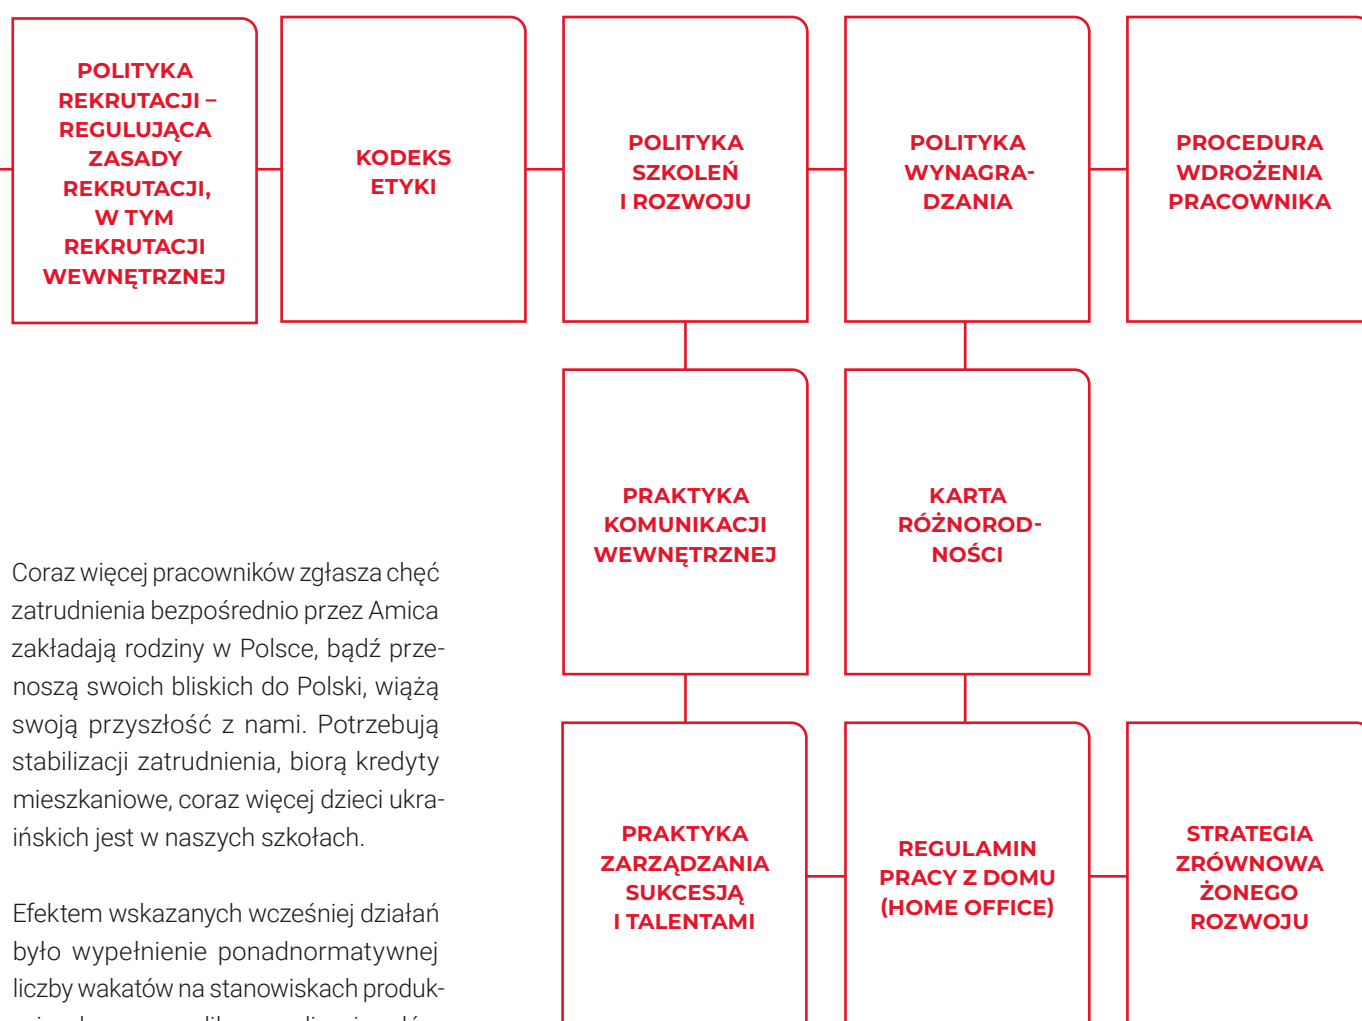 POLITYKA
REKRUTACJI –
REGULUJĄCA
ZASADY
REKRUTACJI,
W TYM
REKRUTACJI
WEWNĘTRZNEJ
KODEKS
ETYKI
POLITYKA
SZKOLEŃ
I ROZWOJU
POLITYKA
WYNAGRA-
DZANIA
PROCEDURA
WDROŻENIA
PRACOWNIKA
PRAKTYKA
KOMUNIKACJI
WEWNĘTRZNEJ
KARTA
RÓŻNOROD-
NOŚCI
PRAKTYKA
ZARZĄDZANIA
SUKCESJĄ
I TALENTAMI
REGULAMIN
PRACY Z DOMU
(HOME OFFICE)
STRATEGIA
ZRÓWNOWA
ŻONEGO
ROZWOJU
Coraz więcej pracowników zgłasza chęć
zatrudnienia bezpośrednio przez Amica
zakładają rodziny w Polsce, bądź prze-
noszą swoich bliskich do Polski, wiążą
swoją przyszłość z nami. Potrzebują
stabilizacji zatrudnienia, biorą kredyty
mieszkaniowe, coraz więcej dzieci ukra-
ińskich jest w naszych szkołach.
Efektem wskazanych wcześniej działań
było wypełnienie ponadnormatywnej
liczby wakatów na stanowiskach produk-